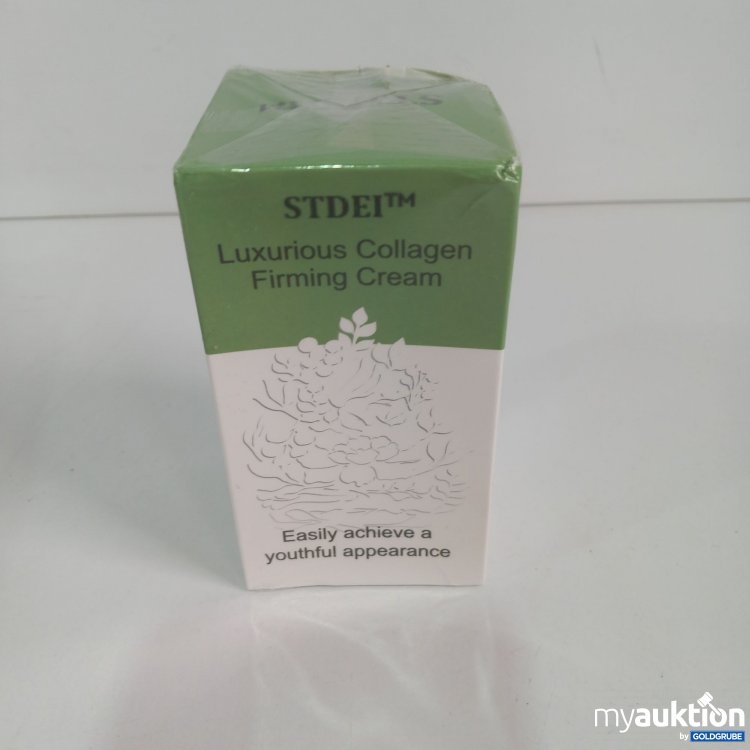 STDEI™
Luxurious Collagen
Firming Cream
Easily achieve a
youthful appearance
myauktion
by GOLDGRUBE